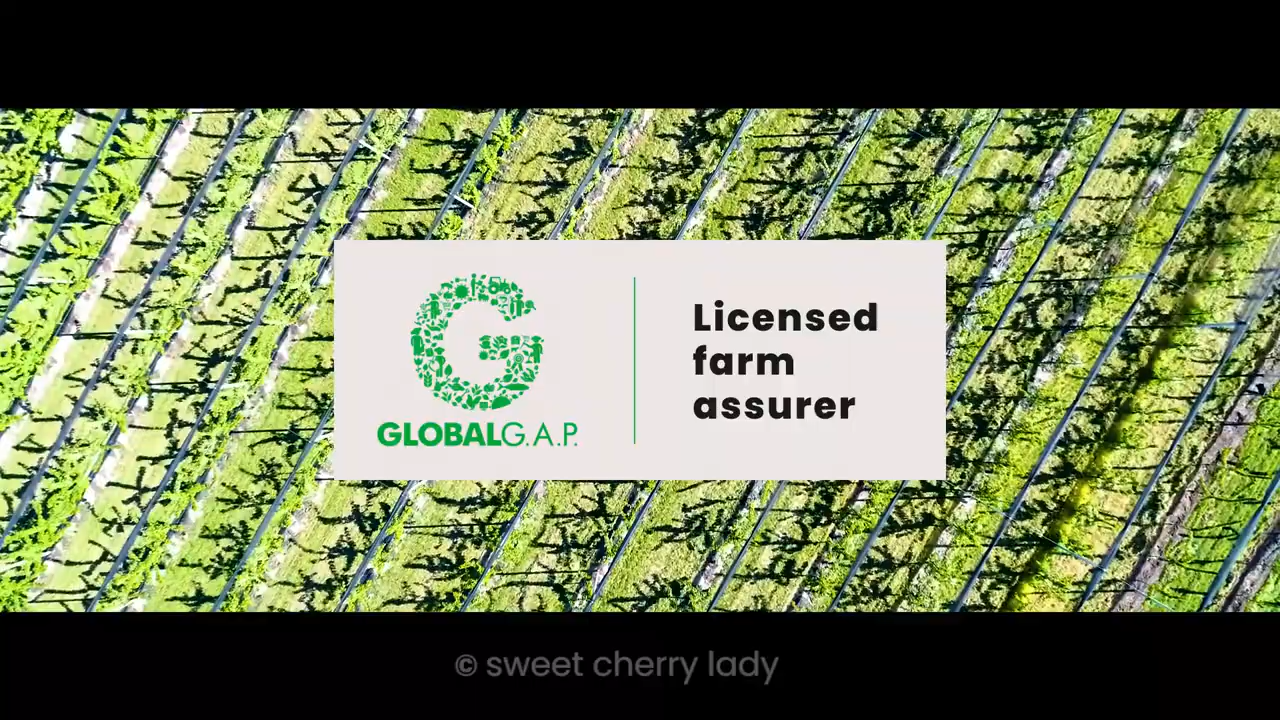 GLOBALG.A.P.
Licensed
farm
assurer
© sweet cherry lady